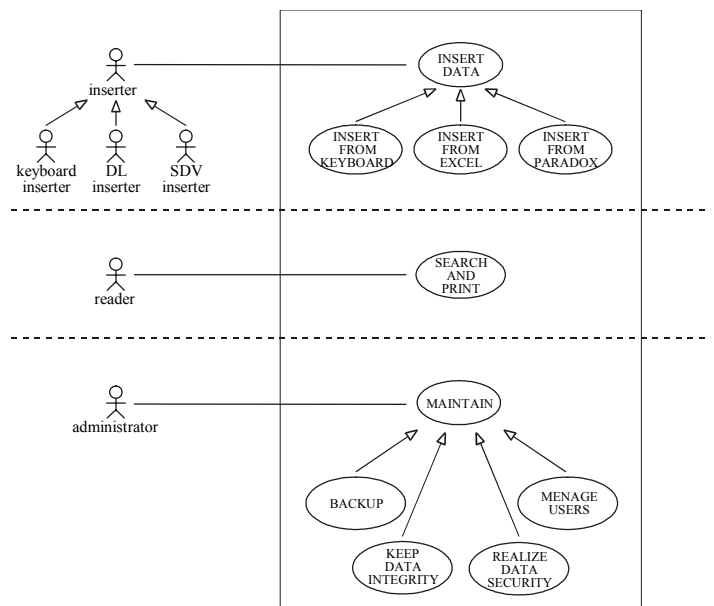 INSERT
DATA
inserter
INSERT
FROM
KEYBOARD
INSERT
FROM
EXCEL
INSERT
FROM
PARADOX
keyboard
inserter
DL
inserter
SDV
inserter
SEARCH
AND
PRINT
reader
MAINTAIN
administrator
BACKUP
MENAGE
USERS
KEEP
DATA
INTEGRITY
REALIZE
DATA
SECURITY